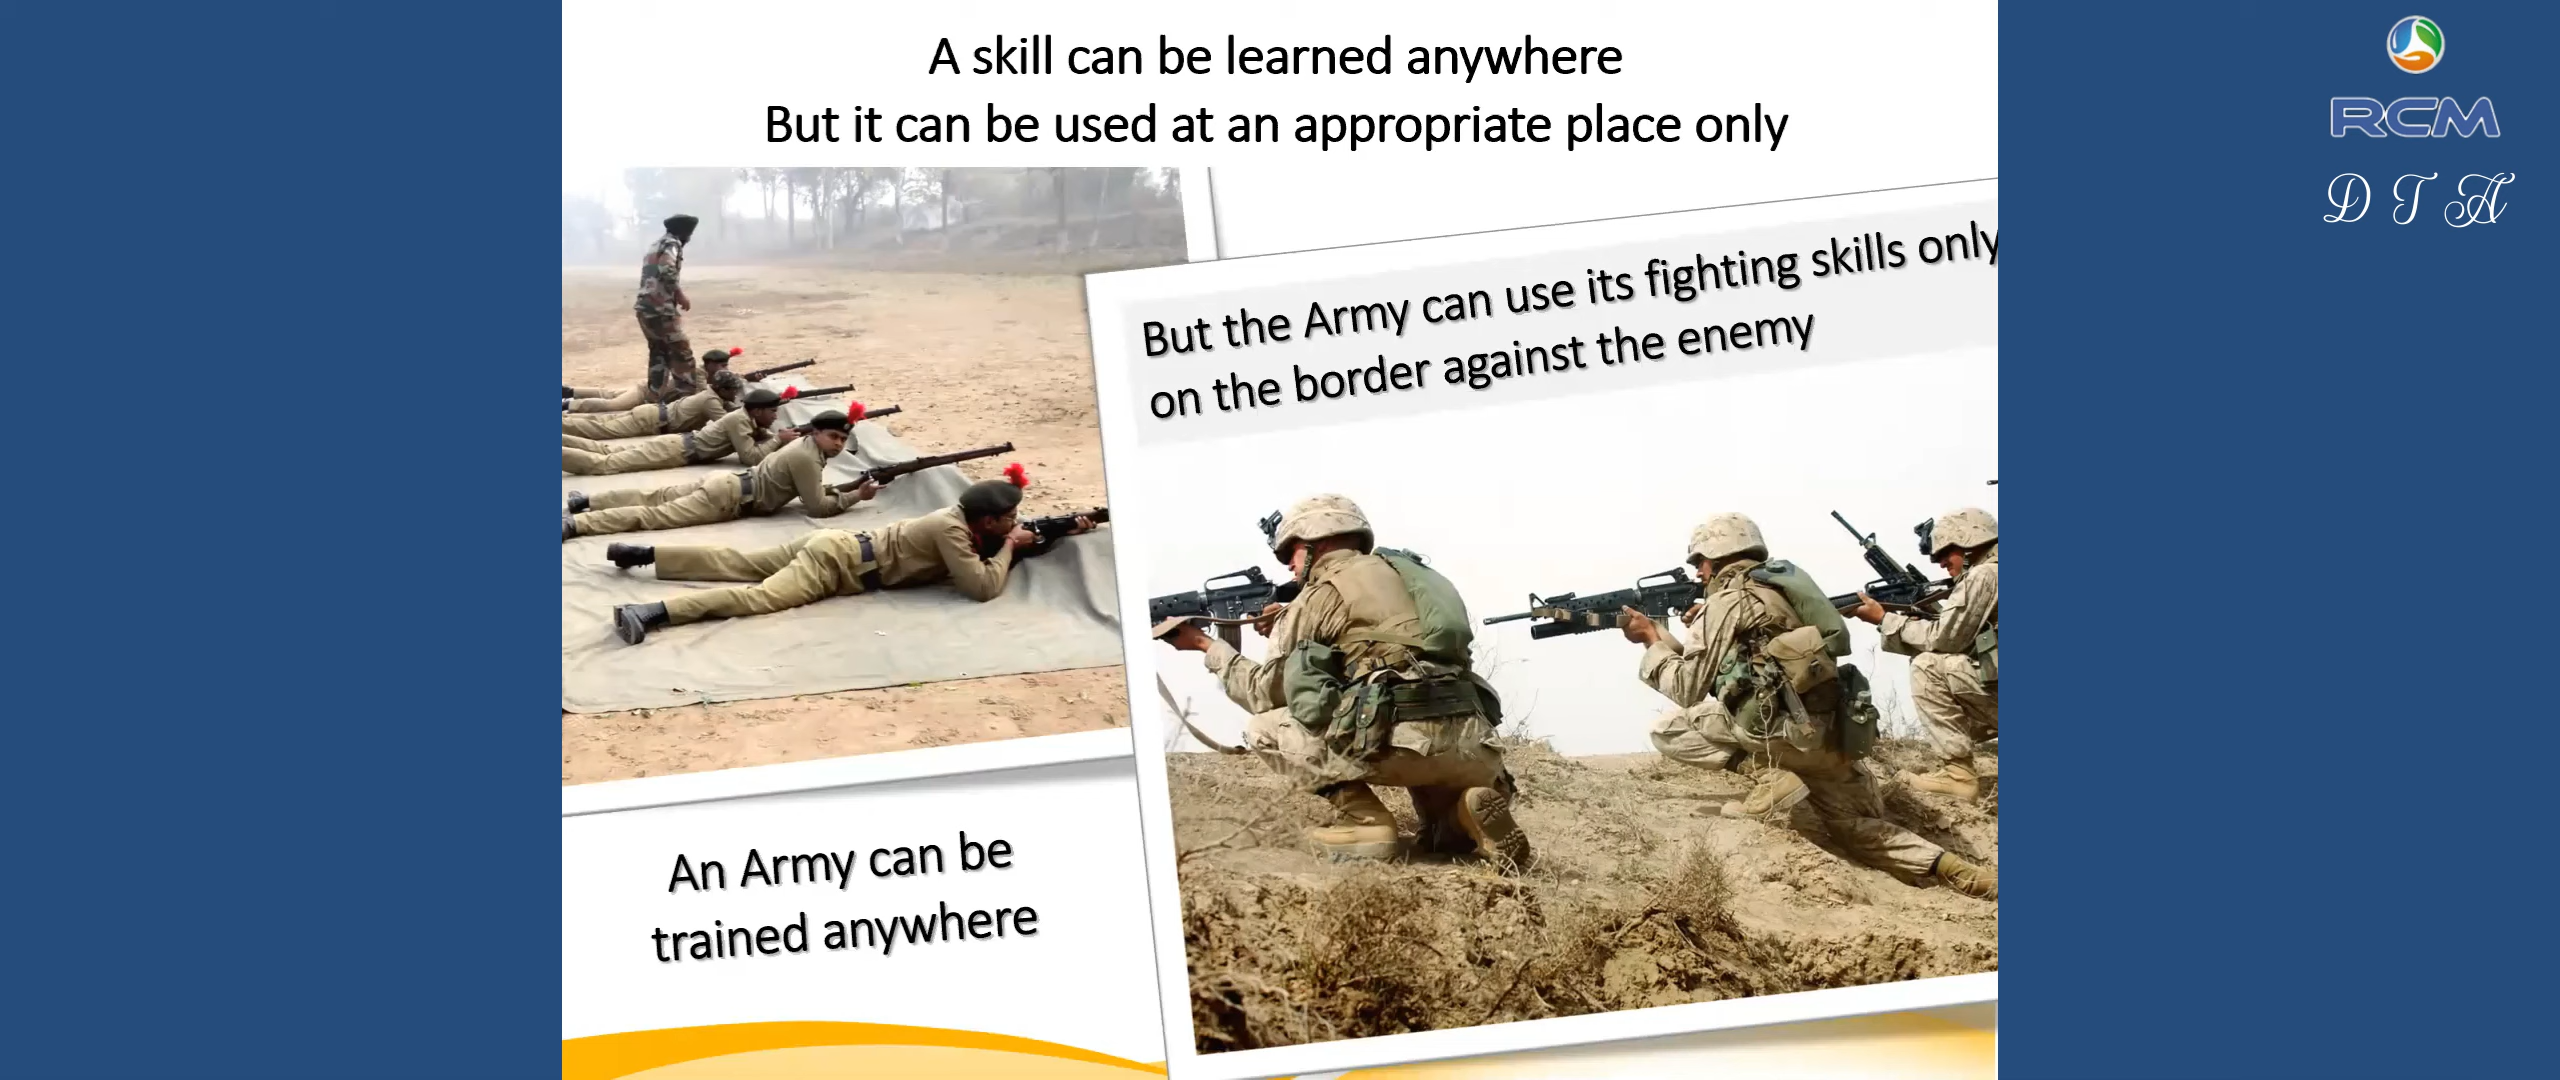 A skill can be learned anywhere
But it can be used at an appropriate place only
But the Army can use its fighting skills only
on the border against the enemy
An Army can be
trained anywhere
RCM
D T A